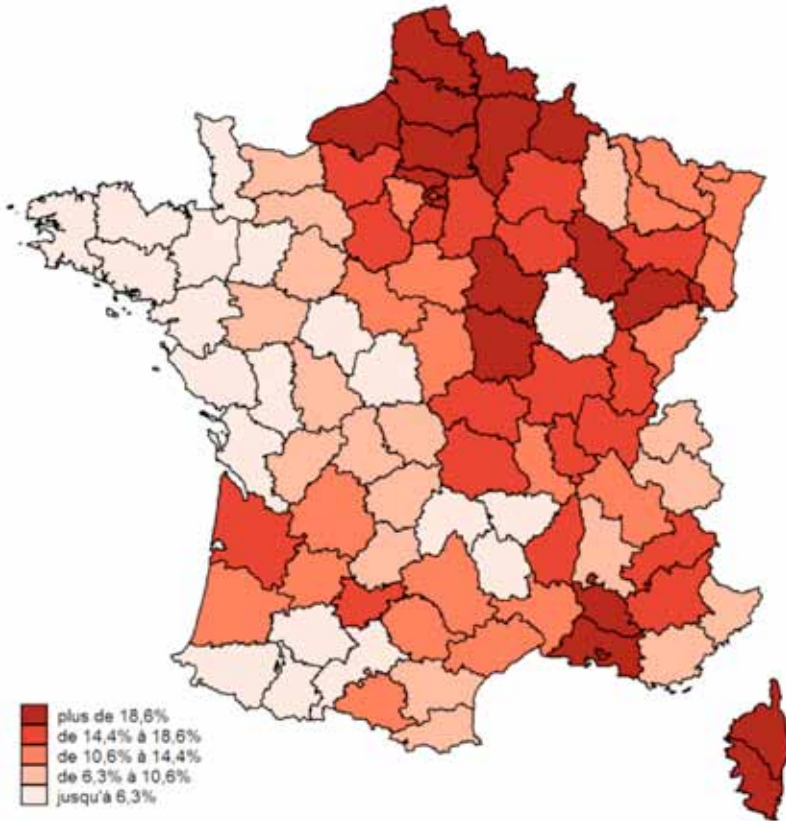 plus de 18,6%
de 14,4% à 18,6%
de 10,6% à 14,4%
de 6,3% à 10,6%
jusqu'à 6,3%